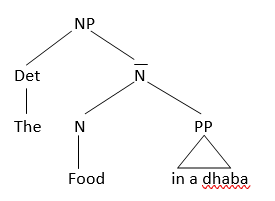 NP
Det N̅
The N PP
Food in a dhaba